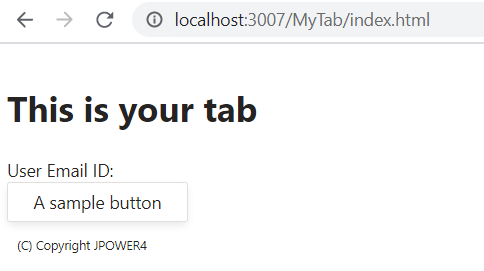 localhost:3007/MyTab/index.html
This is your tab
User Email ID:
A sample button
(C) Copyright JPOWER4